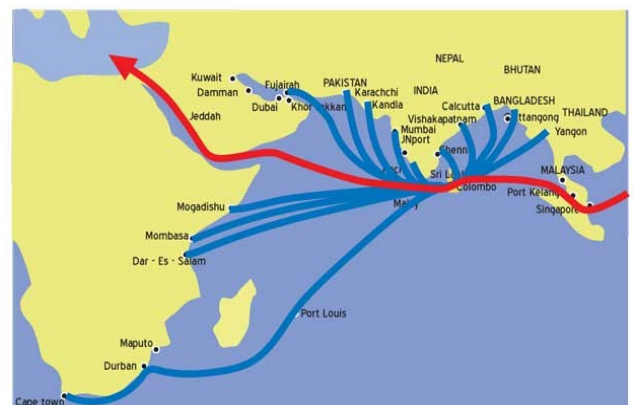 NEPAL
BHUTAN
Kuwait
Damman
Fujairah
Dubai
PAKISTAN
Karachchi
Kandla
INDIA
Calcutta
BANGLADESH
THAILAND
Vishakapatnam
Yangon
Mumbai
JNport
Jeddah
MALAYSIA
Port Kelang
Singapore
Colombo
Mogadishu
Mombasa
Dar - Es - Salam
Port Louis
Maputo
Durban
Cape town